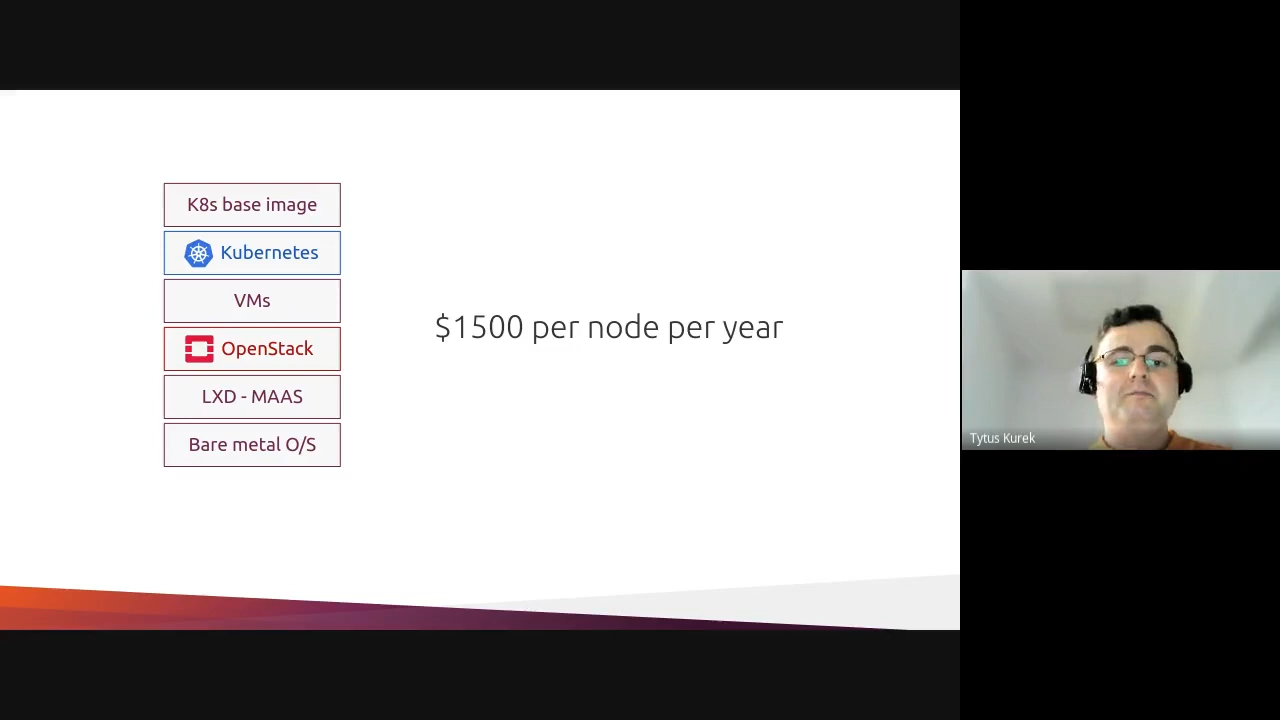 K8s base image
Kubernetes
VMs
OpenStack
LXD - MAAS
Bare metal O/S
$1500 per node per year
Tytus Kurek